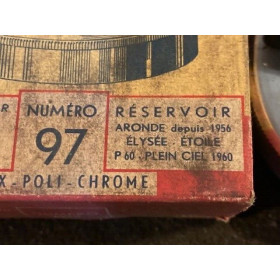 NUMÉRO
97
RÉSERVOIR
ARONDE depuis 1956
ÉLYSÉE - ÉTOILE
P 60 - PLEIN CIEL 1960
X - POLI - CHROME